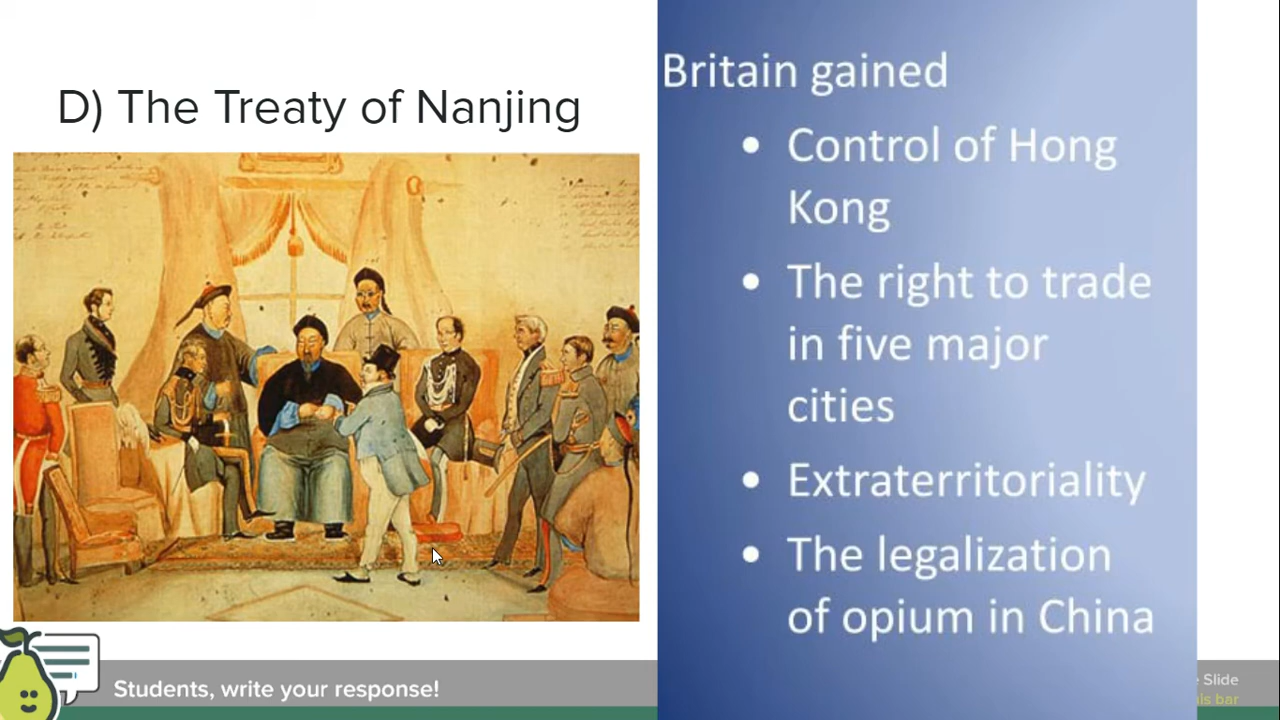 D) The Treaty of Nanjing
Britain gained
• Control of Hong
Kong
• The right to trade
in five major
cities
• Extraterritoriality
• The legalization
of opium in China
Students, write your response!
Slide
bar